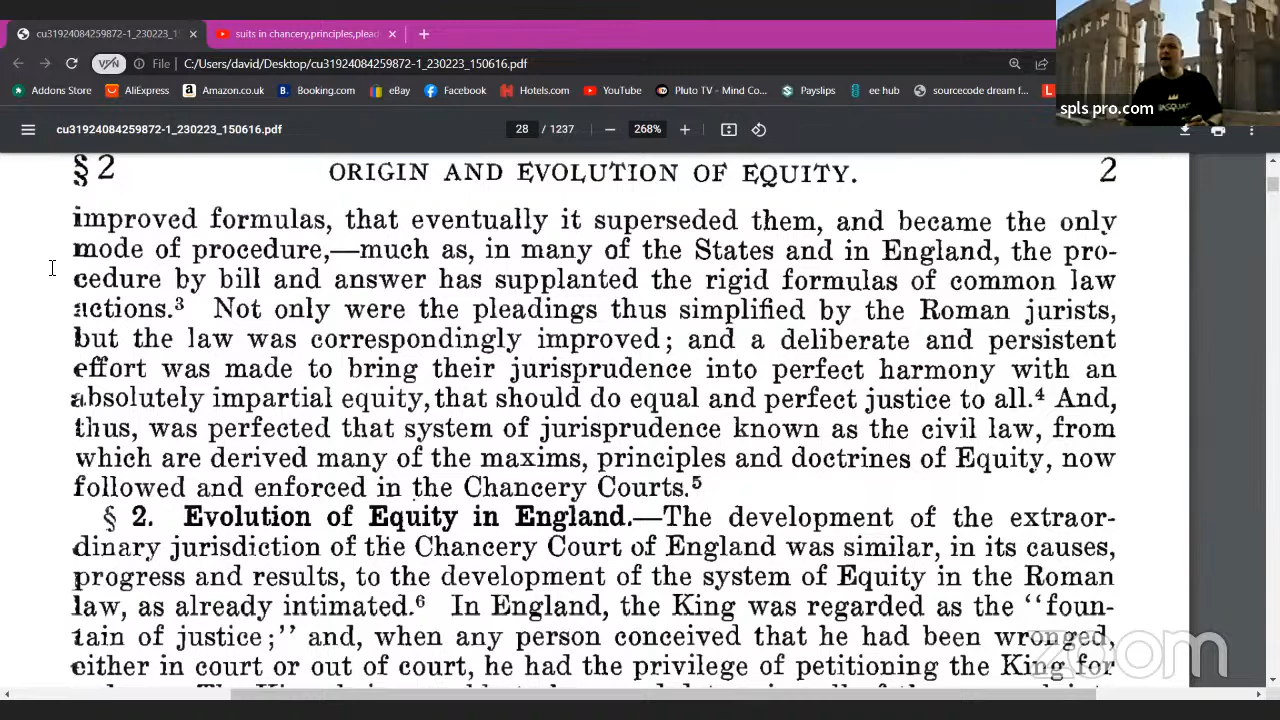 cu31924084259872-1_230223_1
suits in chancery,principles,plead
VPN
File
C:/Users/david/Desktop/cu31924084259872-1_230223_150616.pdf
Addons Store
AliExpress
Amazon.co.uk
Booking.com
eBay
Facebook
Hotels.com
YouTube
Pluto TV - Mind Co...
Payslips
ee hub
sourcecode dream f...
L
spls pro.com
cu31924084259872-1_230223_150616.pdf
28 / 1237
268%
§ 2 ORIGIN AND EVOLUTION OF EQUITY. 2
improved formulas, that eventually it superseded them, and became the only
mode of procedure,—much as, in many of the States and in England, the pro-
cedure by bill and answer has supplanted the rigid formulas of common law
actions.³ Not only were the pleadings thus simplified by the Roman jurists,
but the law was correspondingly improved; and a deliberate and persistent
effort was made to bring their jurisprudence into perfect harmony with an
absolutely impartial equity, that should do equal and perfect justice to all.⁴ And,
thus, was perfected that system of jurisprudence known as the civil law, from
which are derived many of the maxims, principles and doctrines of Equity, now
followed and enforced in the Chancery Courts.⁵
§ 2. Evolution of Equity in England.—The development of the extraor-
dinary jurisdiction of the Chancery Court of England was similar, in its causes,
progress and results, to the development of the system of Equity in the Roman
law, as already intimated.⁶ In England, the King was regarded as the "foun-
tain of justice;" and, when any person conceived that he had been wronged,
either in court or out of court, he had the privilege of petitioning the King for
zoom